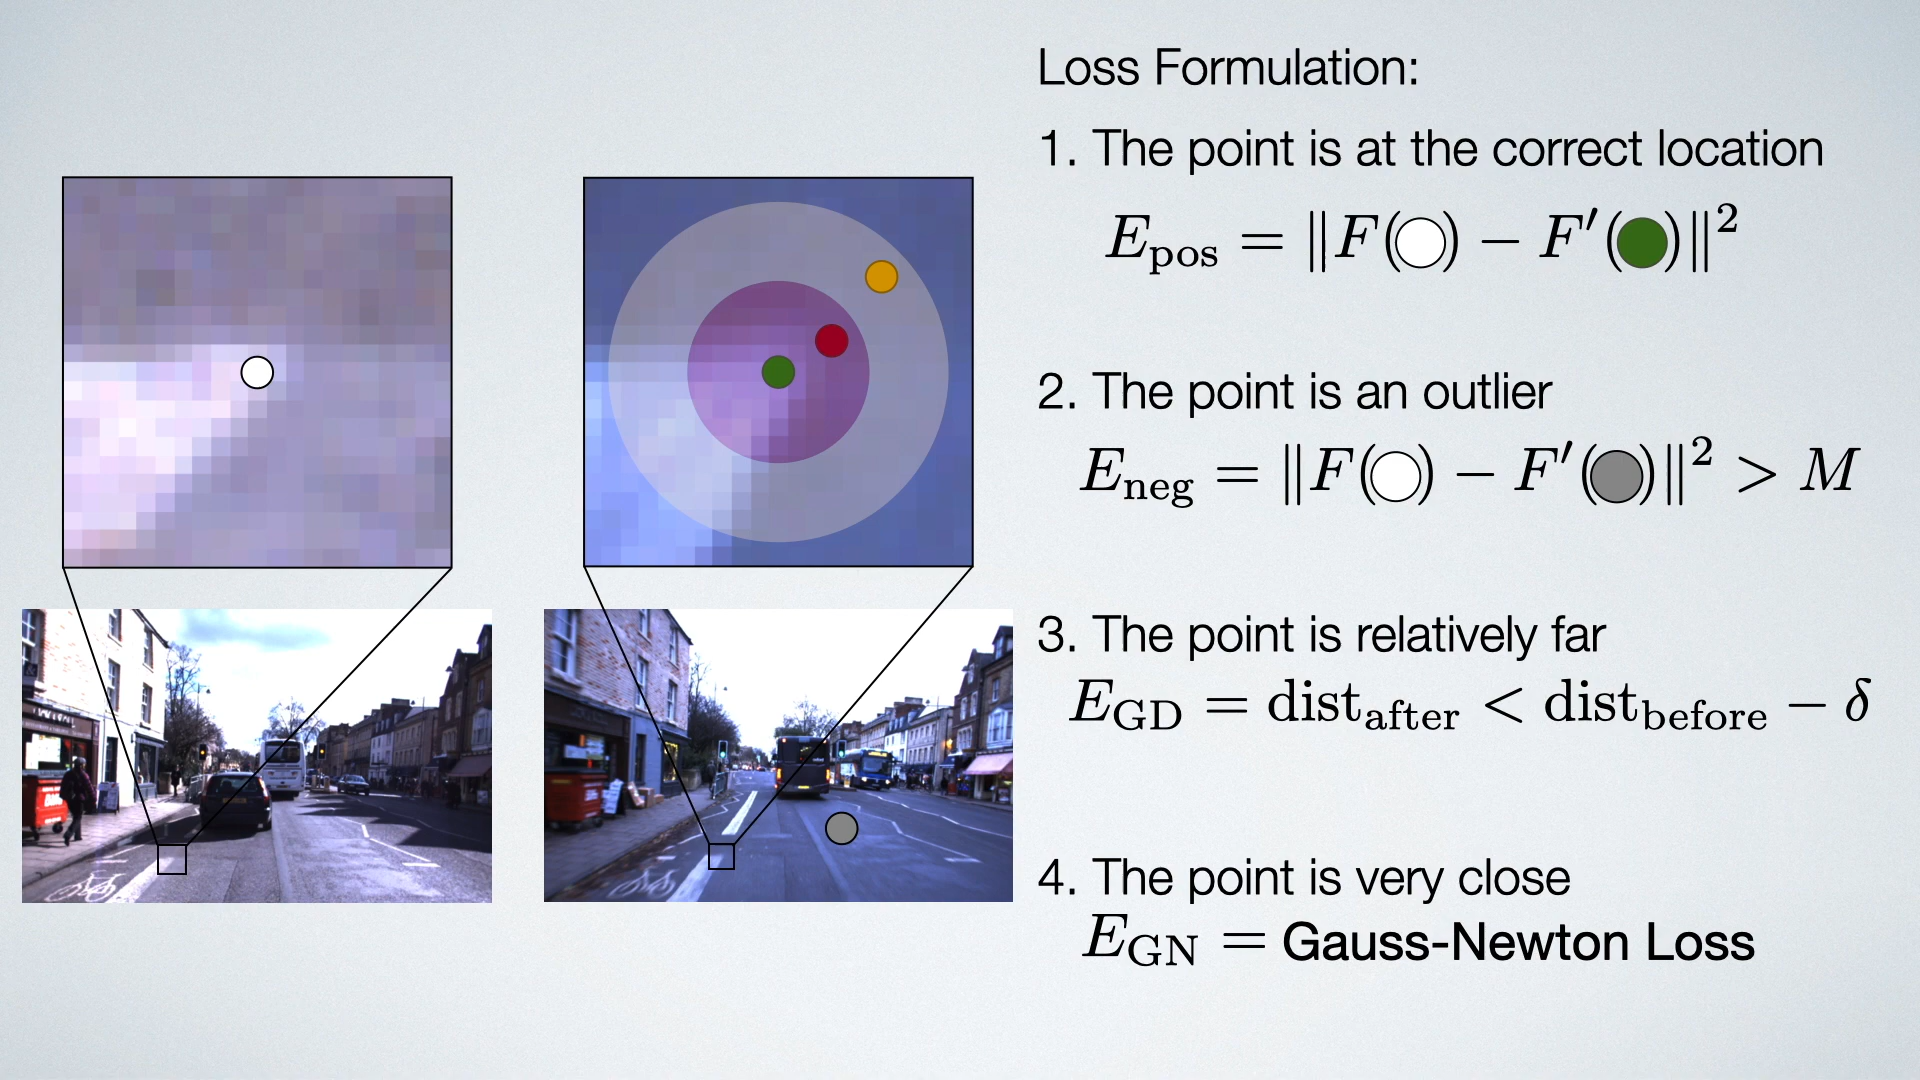 Loss Formulation:
1. The point is at the correct location
E_pos = ‖F(○) − F′(●)‖²
2. The point is an outlier
E_neg = ‖F(○) − F′(●)‖² > M
3. The point is relatively far
E_GD = dist_after < dist_before − δ
4. The point is very close
E_GN = Gauss-Newton Loss